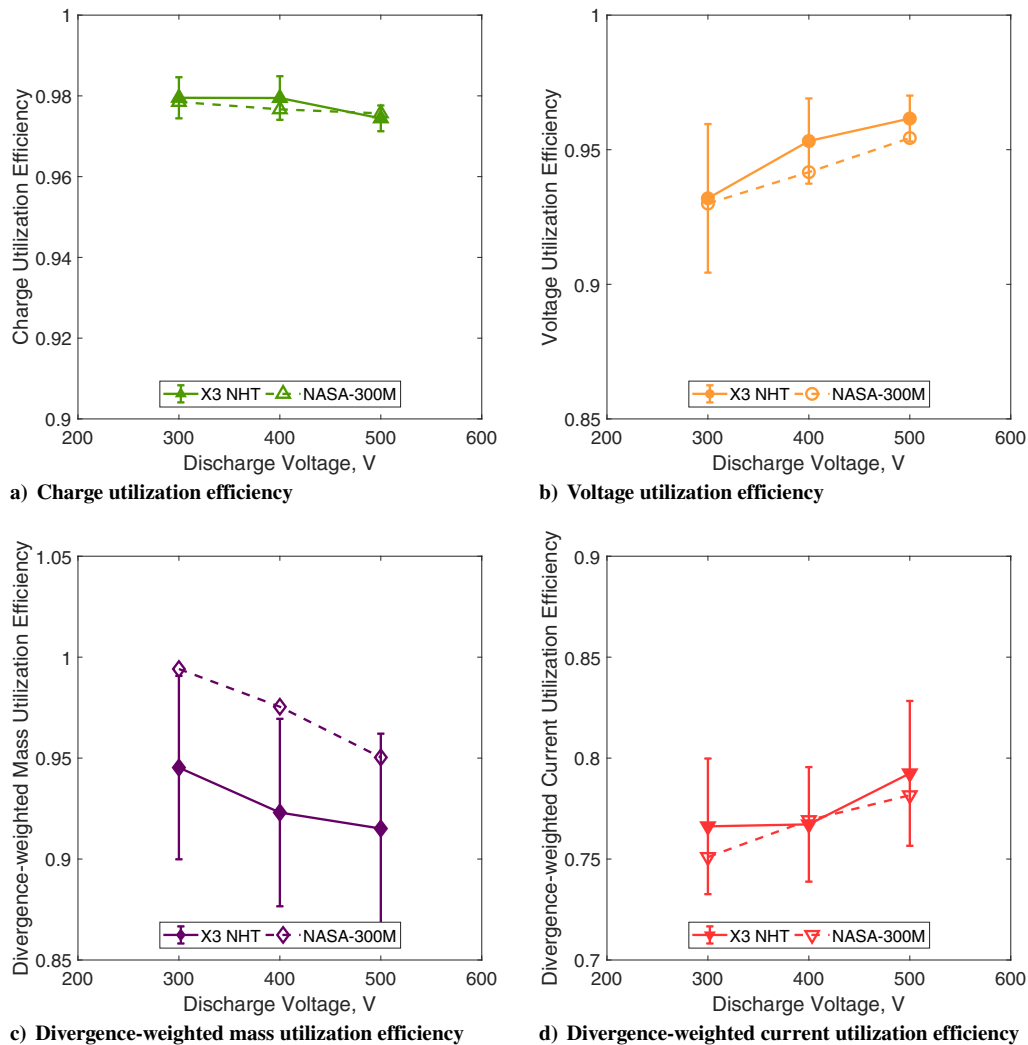 1
0.98
0.96
0.94
0.92
0.9
200 300 400 500 600
Charge Utilization Efficiency
Discharge Voltage, V
X3 NHT NASA-300M
a) Charge utilization efficiency
1
0.95
0.9
0.85
200 300 400 500 600
Voltage Utilization Efficiency
Discharge Voltage, V
X3 NHT NASA-300M
b) Voltage utilization efficiency
1.05
1
0.95
0.9
0.85
200 300 400 500 600
Divergence-weighted Mass Utilization Efficiency
Discharge Voltage, V
X3 NHT NASA-300M
c) Divergence-weighted mass utilization efficiency
0.9
0.85
0.8
0.75
0.7
200 300 400 500 600
Divergence-weighted Current Utilization Efficiency
Discharge Voltage, V
X3 NHT NASA-300M
d) Divergence-weighted current utilization efficiency